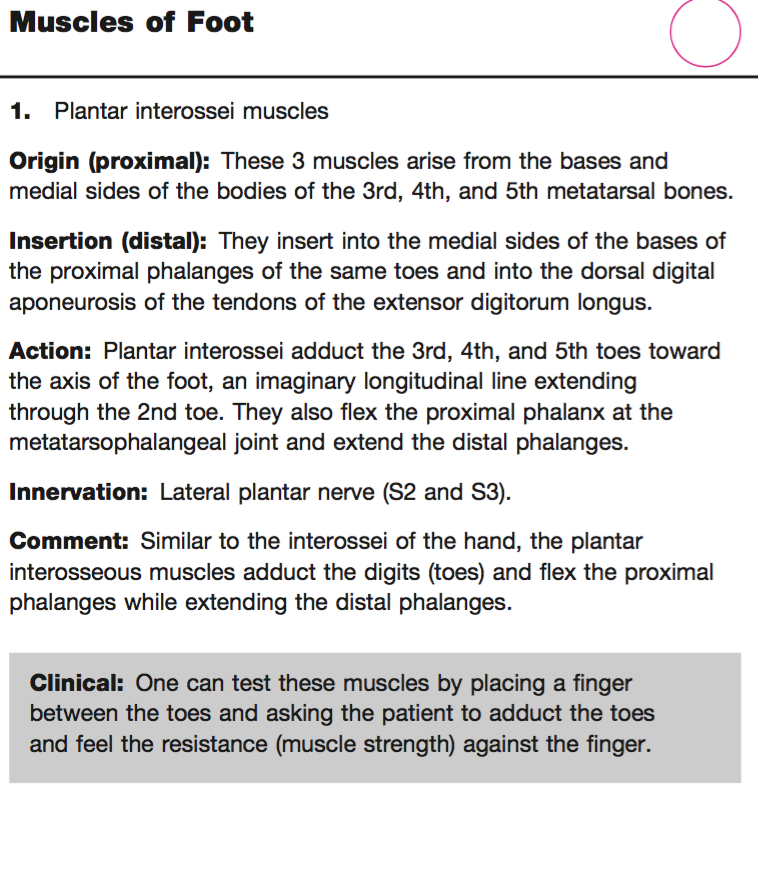 Muscles of Foot
1. Plantar interossei muscles
Origin (proximal): These 3 muscles arise from the bases and
medial sides of the bodies of the 3rd, 4th, and 5th metatarsal bones.
Insertion (distal): They insert into the medial sides of the bases of
the proximal phalanges of the same toes and into the dorsal digital
aponeurosis of the tendons of the extensor digitorum longus.
Action: Plantar interossei adduct the 3rd, 4th, and 5th toes toward
the axis of the foot, an imaginary longitudinal line extending
through the 2nd toe. They also flex the proximal phalanx at the
metatarsophalangeal joint and extend the distal phalanges.
Innervation: Lateral plantar nerve (S2 and S3).
Comment: Similar to the interossei of the hand, the plantar
interosseous muscles adduct the digits (toes) and flex the proximal
phalanges while extending the distal phalanges.
Clinical: One can test these muscles by placing a finger
between the toes and asking the patient to adduct the toes
and feel the resistance (muscle strength) against the finger.